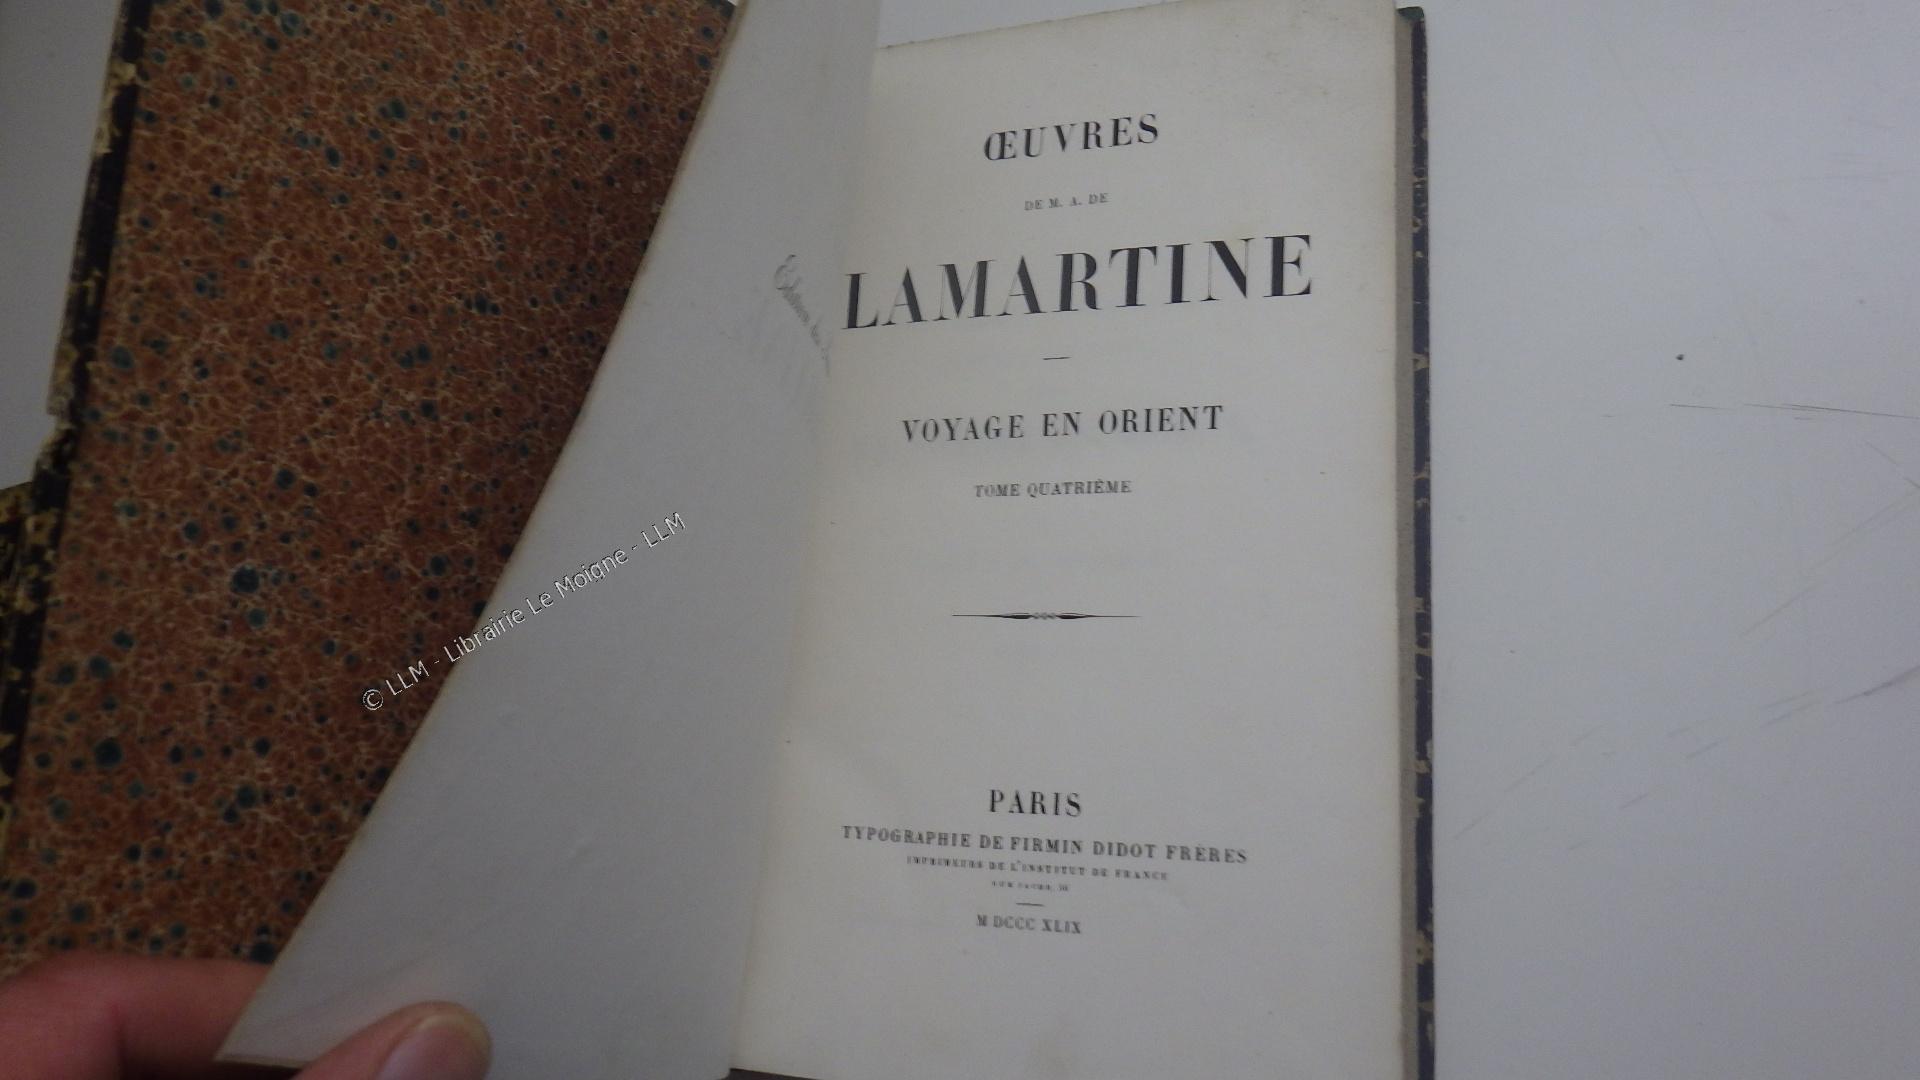 ŒUVRES
DE M. A. DE
LAMARTINE
VOYAGE EN ORIENT
TOME QUATRIÈME
PARIS
TYPOGRAPHIE DE FIRMIN DIDOT FRÈRES
IMPRIMEURS DE L'INSTITUT DE FRANCE
M DCCC XLIX
© LLM - Librairie Le Moigne - LLM